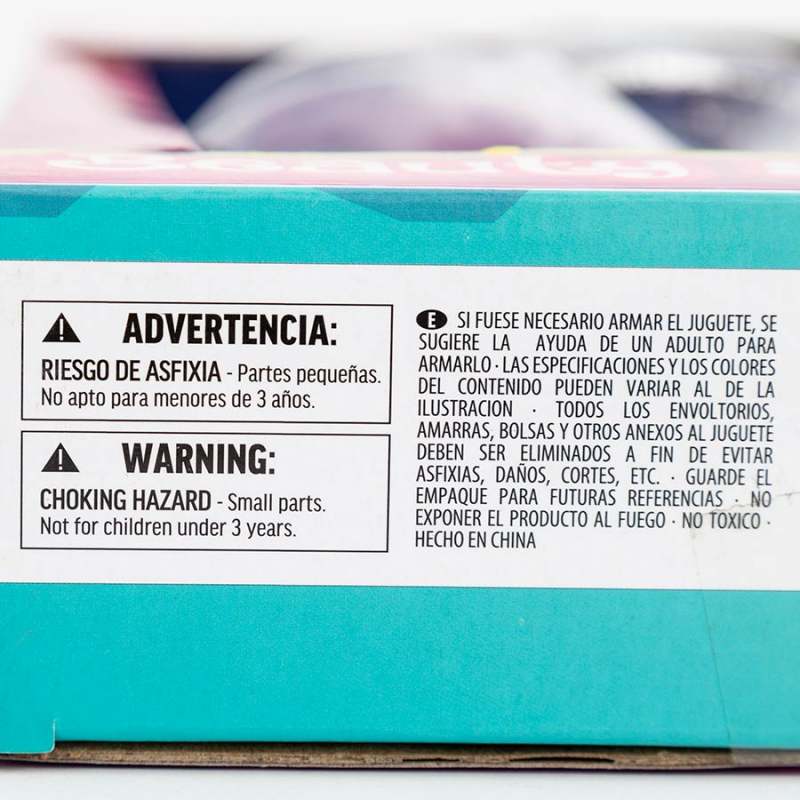 Beauty
ADVERTENCIA:
RIESGO DE ASFIXIA - Partes pequeñas.
No apto para menores de 3 años.
WARNING:
CHOKING HAZARD - Small parts.
Not for children under 3 years.
E SI FUESE NECESARIO ARMAR EL JUGUETE, SE
SUGIERE LA AYUDA DE UN ADULTO PARA
ARMARLO · LAS ESPECIFICACIONES Y LOS COLORES
DEL CONTENIDO PUEDEN VARIAR AL DE LA
ILUSTRACION · TODOS LOS ENVOLTORIOS,
AMARRAS, BOLSAS Y OTROS ANEXOS AL JUGUETE
DEBEN SER ELIMINADOS A FIN DE EVITAR
ASFIXIAS, DAÑOS, CORTES, ETC. · GUARDE EL
EMPAQUE PARA FUTURAS REFERENCIAS · NO
EXPONER EL PRODUCTO AL FUEGO · NO TOXICO ·
HECHO EN CHINA